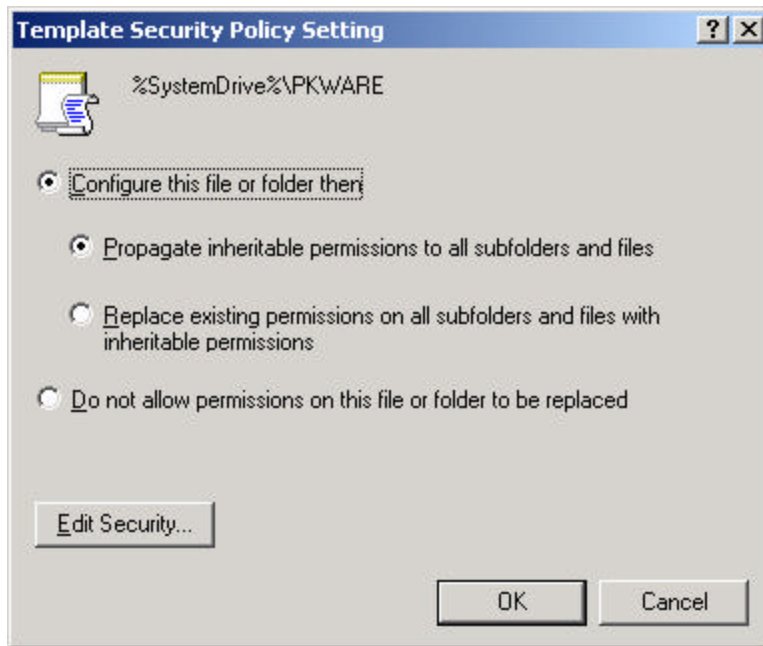 Template Security Policy Setting
%SystemDrive%\PKWARE
Configure this file or folder then
Propagate inheritable permissions to all subfolders and files
Replace existing permissions on all subfolders and files with
inheritable permissions
Do not allow permissions on this file or folder to be replaced
Edit Security...
OK Cancel